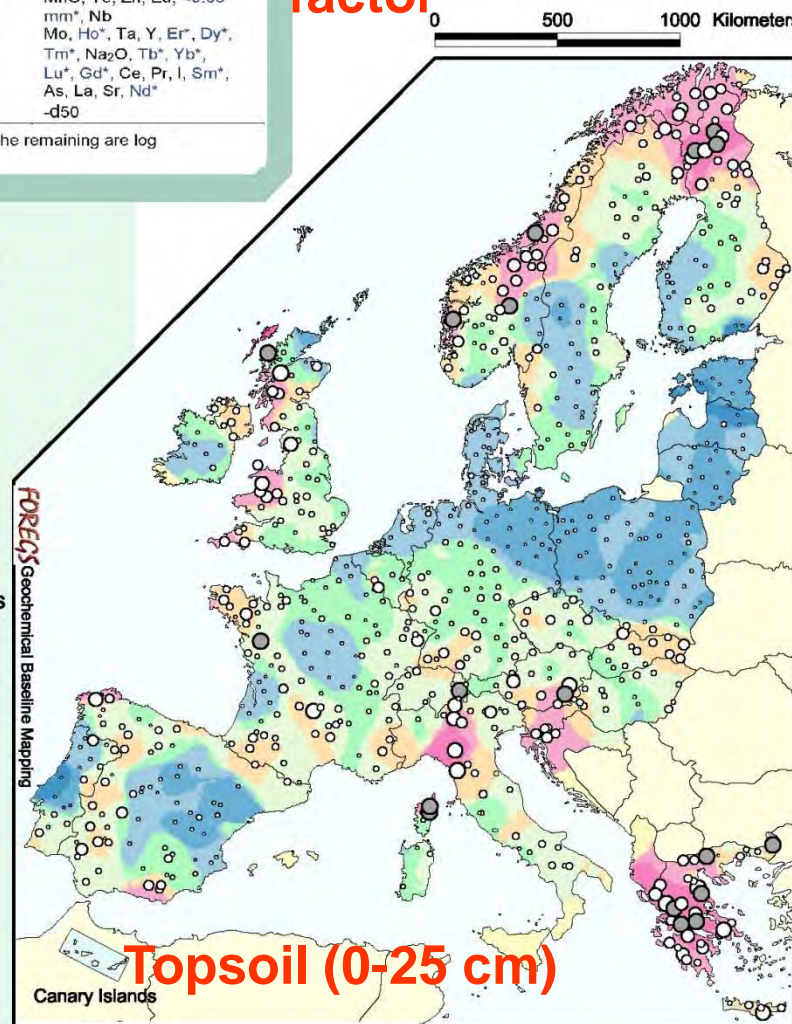 factor
mm*, Nb
Mo, Ho*, Ta, Y, Er*, Dy*,
Tm*, Na₂O, Tb*, Yb*,
Lu*, Gd*, Ce, Pr, I, Sm*,
As, La, Sr, Nd*
-d50
he remaining are log
0 500 1000 Kilometers
FOREGS Geochemical Baseline Mapping
s
Topsoil (0-25 cm)
Canary Islands